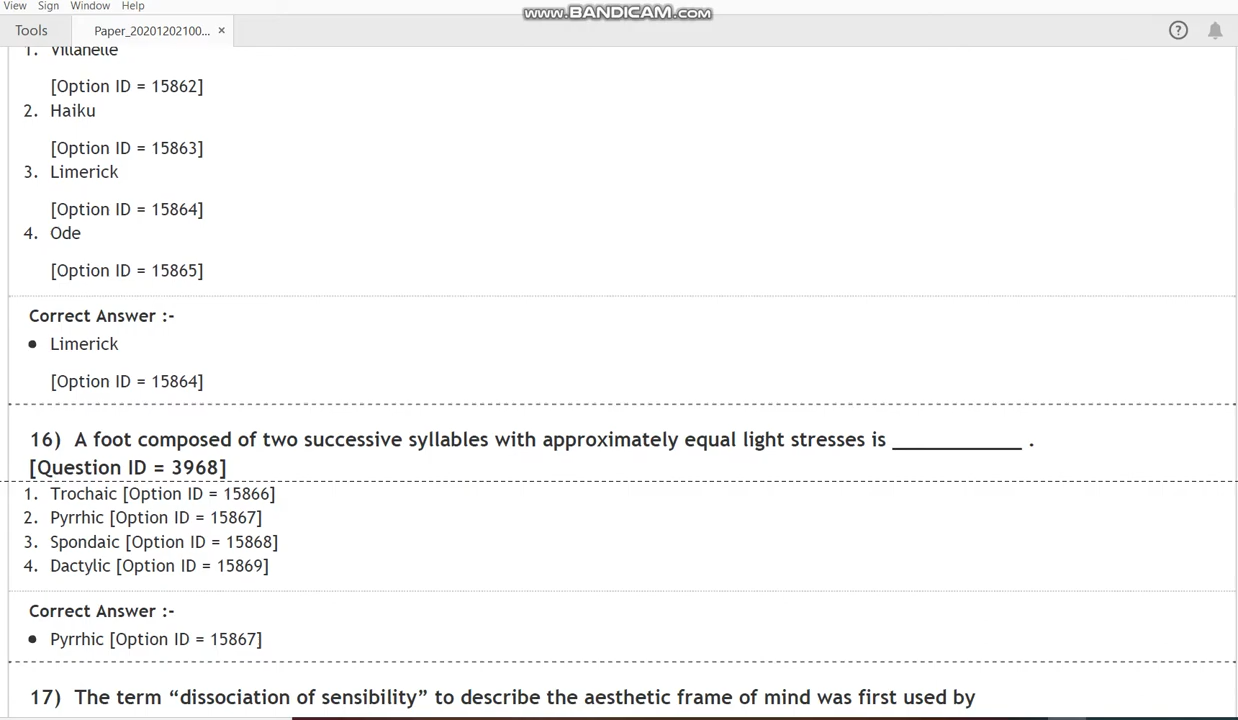 View Sign Window Help
www.BANDICAM.com
Tools Paper_20201202100... ×
1. Villanelle
[Option ID = 15862]
2. Haiku
[Option ID = 15863]
3. Limerick
[Option ID = 15864]
4. Ode
[Option ID = 15865]
Correct Answer :-
• Limerick
[Option ID = 15864]
16) A foot composed of two successive syllables with approximately equal light stresses is ____________ .
[Question ID = 3968]
1. Trochaic [Option ID = 15866]
2. Pyrrhic [Option ID = 15867]
3. Spondaic [Option ID = 15868]
4. Dactylic [Option ID = 15869]
Correct Answer :-
• Pyrrhic [Option ID = 15867]
17) The term “dissociation of sensibility” to describe the aesthetic frame of mind was first used by